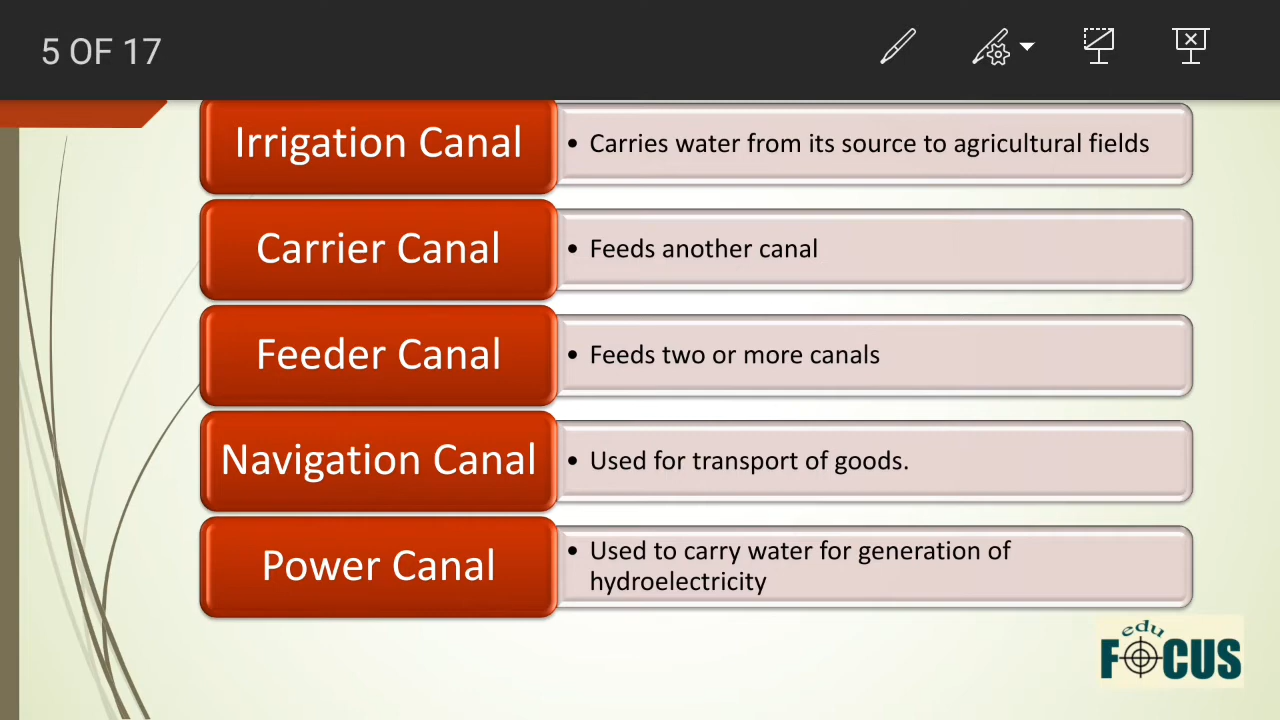 5 OF 17
Irrigation Canal
• Carries water from its source to agricultural fields
Carrier Canal
• Feeds another canal
Feeder Canal
• Feeds two or more canals
Navigation Canal
• Used for transport of goods.
Power Canal
• Used to carry water for generation of
hydroelectricity
edu
FOCUS